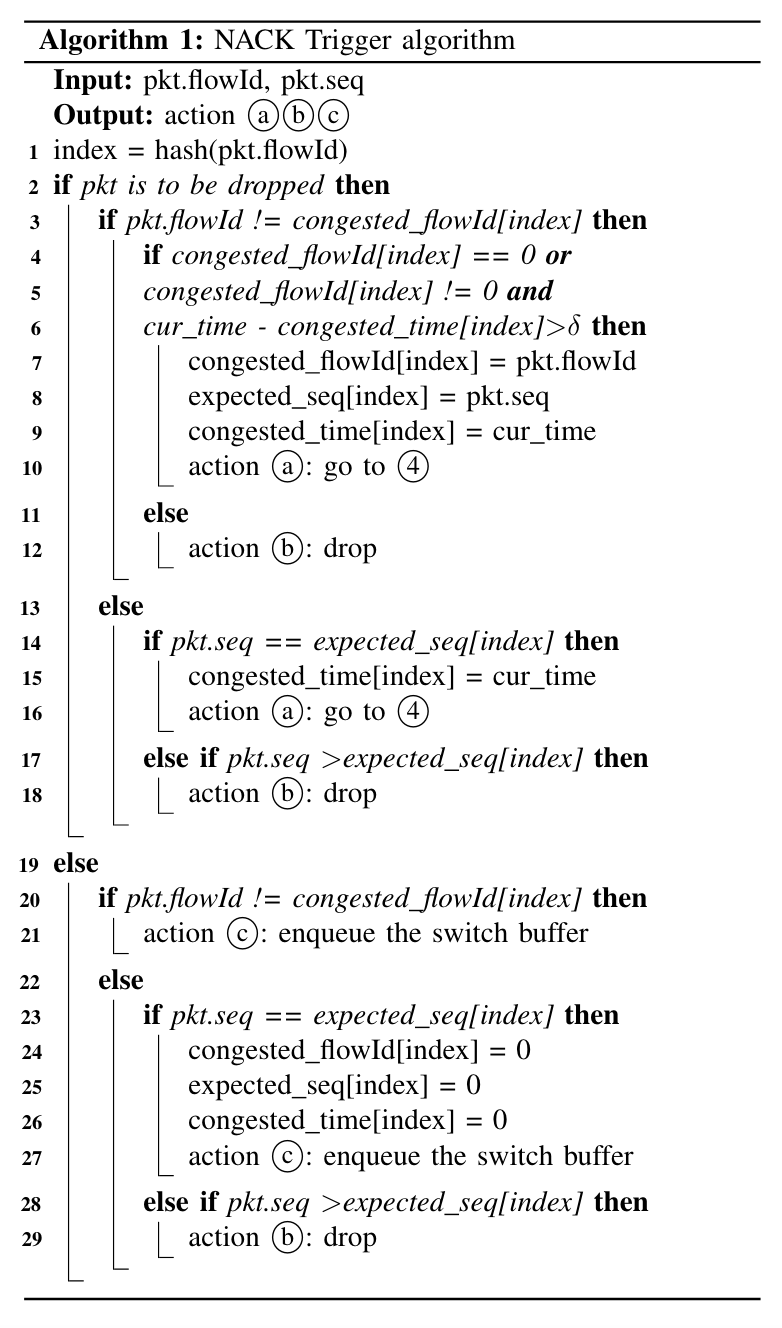 Algorithm 1: NACK Trigger algorithm
Input: pkt.flowId, pkt.seq
Output: action ⓐⓑⓒ
1 index = hash(pkt.flowId)
2 if pkt is to be dropped then
3 if pkt.flowId != congested_flowId[index] then
4 if congested_flowId[index] == 0 or
5 congested_flowId[index] != 0 and
6 cur_time - congested_time[index]>δ then
7 congested_flowId[index] = pkt.flowId
8 expected_seq[index] = pkt.seq
9 congested_time[index] = cur_time
10 action ⓐ: go to ④
11 else
12 action ⓑ: drop
13 else
14 if pkt.seq == expected_seq[index] then
15 congested_time[index] = cur_time
16 action ⓐ: go to ④
17 else if pkt.seq >expected_seq[index] then
18 action ⓑ: drop
19 else
20 if pkt.flowId != congested_flowId[index] then
21 action ⓒ: enqueue the switch buffer
22 else
23 if pkt.seq == expected_seq[index] then
24 congested_flowId[index] = 0
25 expected_seq[index] = 0
26 congested_time[index] = 0
27 action ⓒ: enqueue the switch buffer
28 else if pkt.seq >expected_seq[index] then
29 action ⓑ: drop